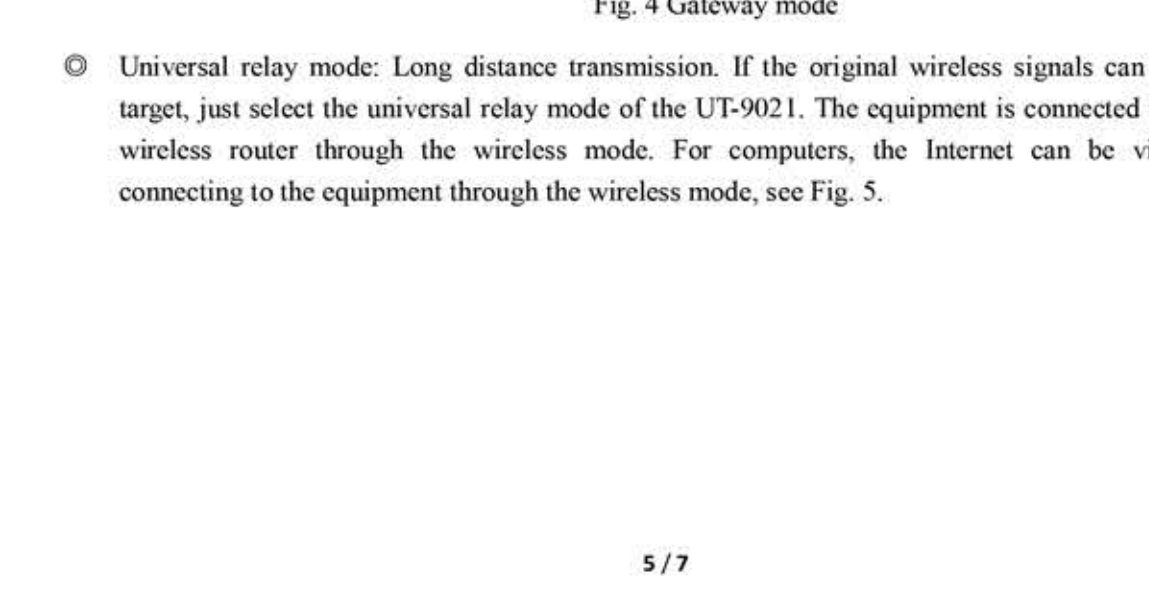 Fig. 4 Gateway mode
◎ Universal relay mode: Long distance transmission. If the original wireless signals can
target, just select the universal relay mode of the UT-9021. The equipment is connected
wireless router through the wireless mode. For computers, the Internet can be
connecting to the equipment through the wireless mode, see Fig. 5.
5 / 7